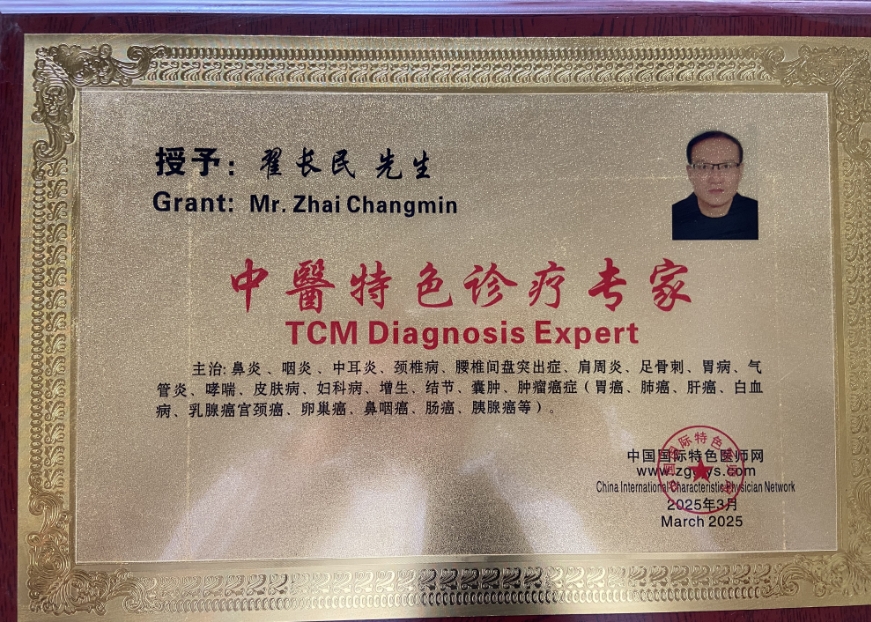 授予: 翟长民 先生
Grant: Mr. Zhai Changmin
中醫特色诊疗专家
TCM Diagnosis Expert
主治:鼻炎、咽炎、中耳炎、颈椎病、腰椎间盘突出症、肩周炎、足骨刺、胃病、气
管炎、哮喘、皮肤病、妇科病、增生、结节、囊肿、肿瘤癌症(胃癌、肺癌、肝癌、白血
病、乳腺癌宫颈癌、卵巢癌、鼻咽癌、肠癌、胰腺癌等)。
中国国际特色医师网
China International Characteristic Physician Network
2025年3月
March 2025